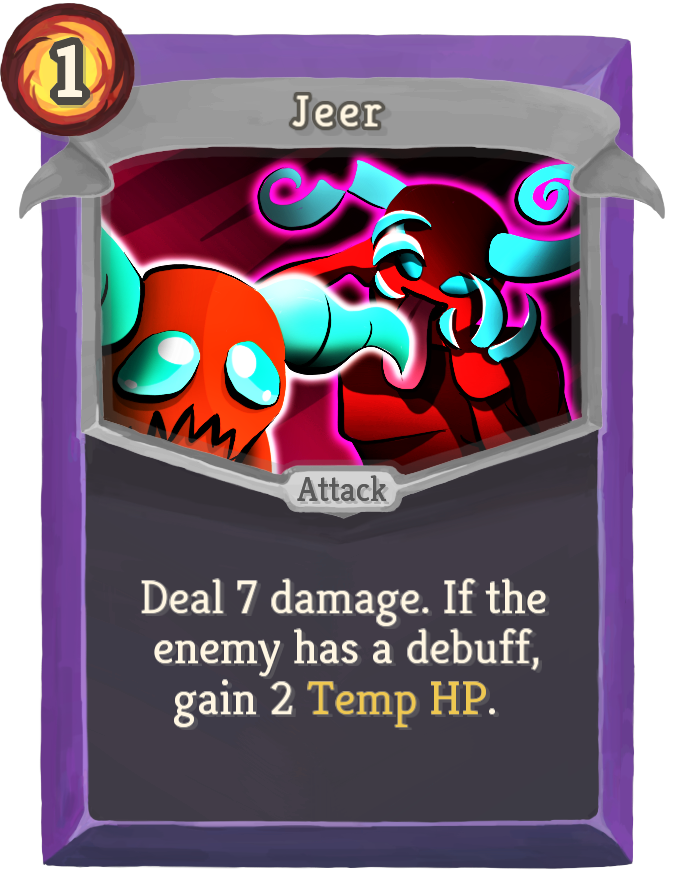 1
Jeer
Attack
Deal 7 damage. If the
enemy has a debuff,
gain 2 Temp HP.